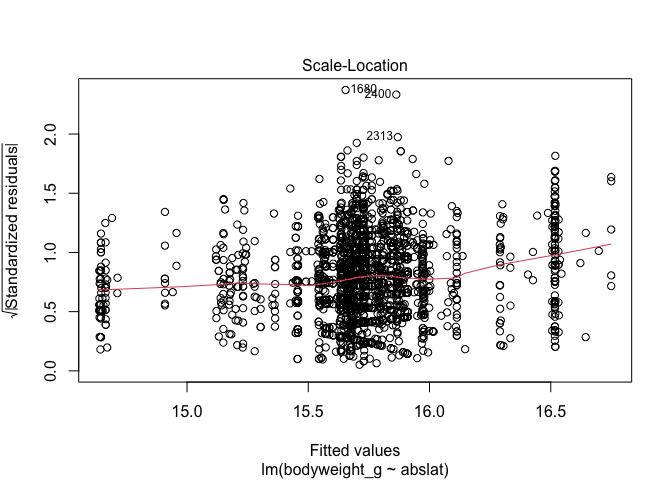 Scale-Location
1680
2400
2313
√|Standardized residuals|
2.0
1.5
1.0
0.5
0.0
15.0 15.5 16.0 16.5
Fitted values
lm(bodyweight_g ~ abslat)